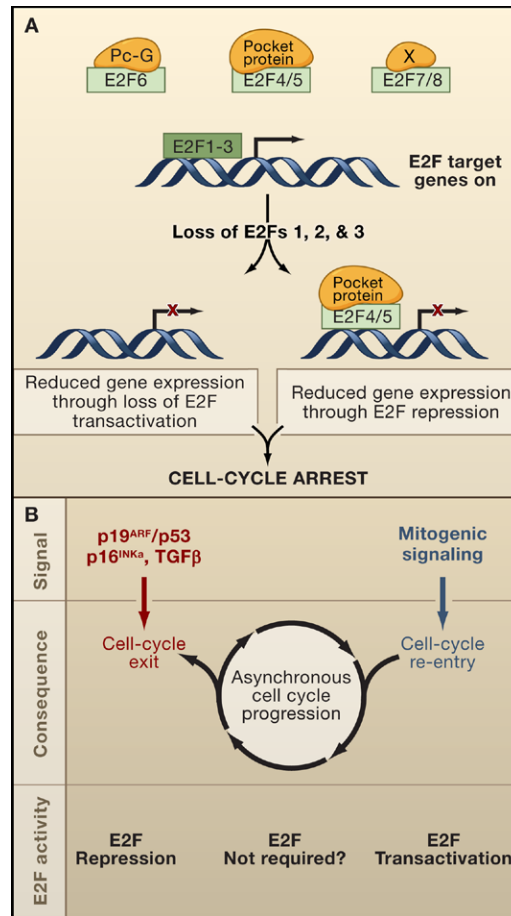 A
Pc-G
E2F6
Pocket
protein
E2F4/5
X
E2F7/8
E2F1-3
E2F target
genes on
Loss of E2Fs 1, 2, & 3
X
Pocket
protein
E2F4/5
X
Reduced gene expression
through loss of E2F
transactivation
Reduced gene expression
through E2F repression
CELL-CYCLE ARREST
B
Signal
p19ARF/p53
p16INKa, TGFβ
Mitogenic
signaling
Consequence
Cell-cycle
exit
Asynchronous
cell cycle
progression
Cell-cycle
re-entry
E2F activity
E2F
Repression
E2F
Not required?
E2F
Transactivation